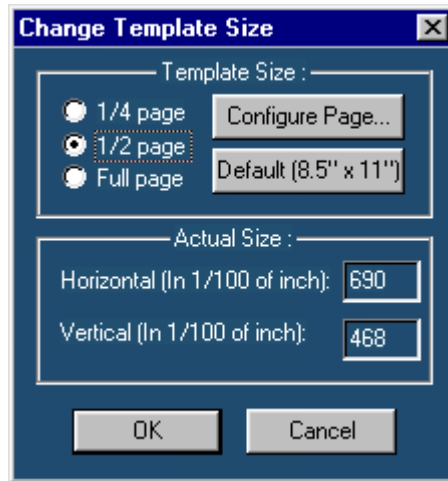 Change Template Size
Template Size :
1/4 page
Configure Page...
1/2 page
Full page
Default (8.5" x 11")
Actual Size :
Horizontal (In 1/100 of inch): 690
Vertical (In 1/100 of inch): 468
OK Cancel